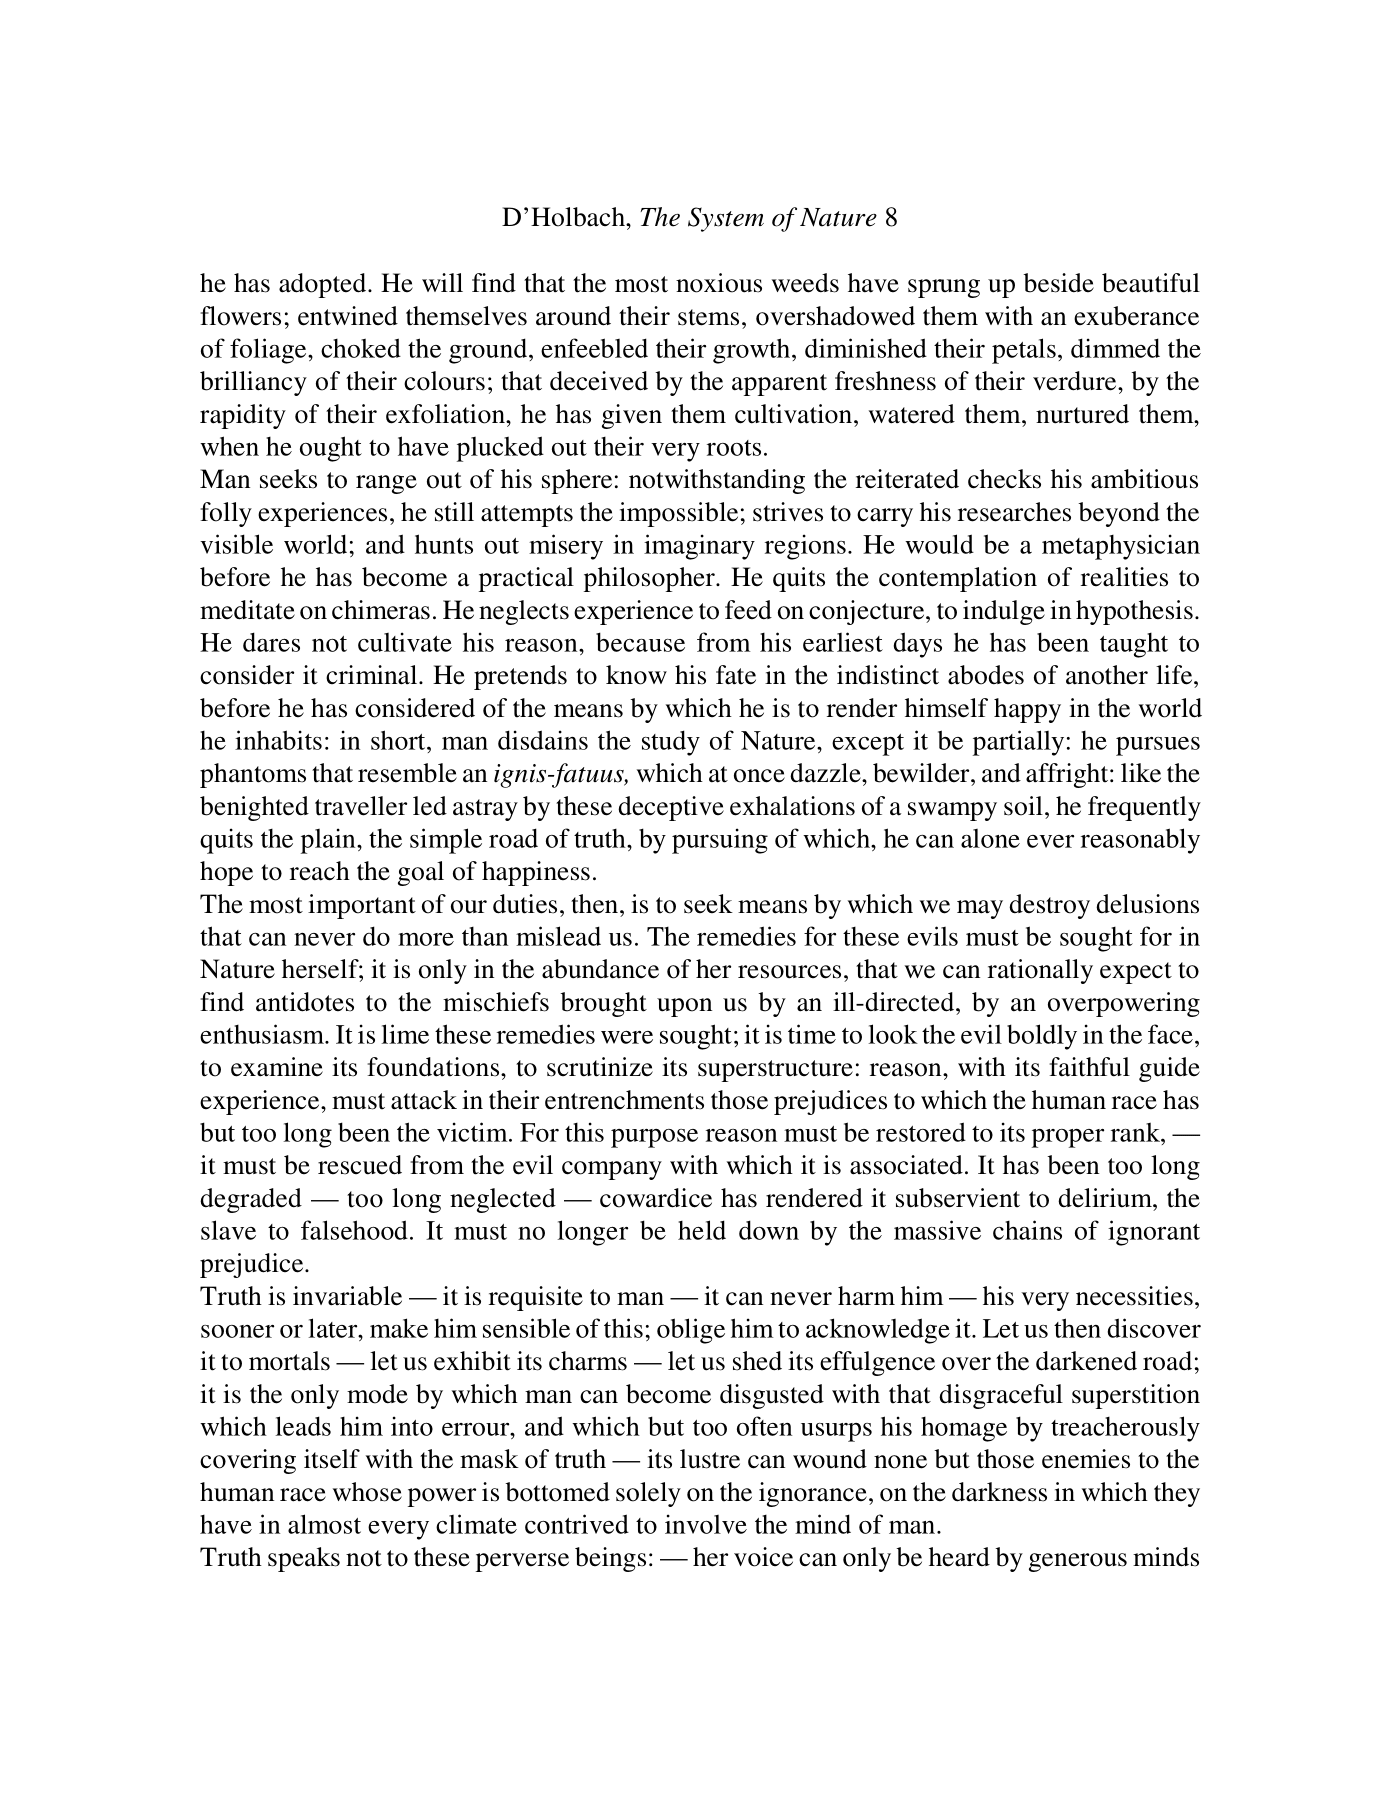 D’Holbach, The System of Nature 8
he has adopted. He will find that the most noxious weeds have sprung up beside beautiful
flowers; entwined themselves around their stems, overshadowed them with an exuberance
of foliage, choked the ground, enfeebled their growth, diminished their petals, dimmed the
brilliancy of their colours; that deceived by the apparent freshness of their verdure, by the
rapidity of their exfoliation, he has given them cultivation, watered them, nurtured them,
when he ought to have plucked out their very roots.
Man seeks to range out of his sphere: notwithstanding the reiterated checks his ambitious
folly experiences, he still attempts the impossible; strives to carry his researches beyond the
visible world; and hunts out misery in imaginary regions. He would be a metaphysician
before he has become a practical philosopher. He quits the contemplation of realities to
meditate on chimeras. He neglects experience to feed on conjecture, to indulge in hypothesis.
He dares not cultivate his reason, because from his earliest days he has been taught to
consider it criminal. He pretends to know his fate in the indistinct abodes of another life,
before he has considered of the means by which he is to render himself happy in the world
he inhabits: in short, man disdains the study of Nature, except it be partially: he pursues
phantoms that resemble an ignis-fatuus, which at once dazzle, bewilder, and affright: like the
benighted traveller led astray by these deceptive exhalations of a swampy soil, he frequently
quits the plain, the simple road of truth, by pursuing of which, he can alone ever reasonably
hope to reach the goal of happiness.
The most important of our duties, then, is to seek means by which we may destroy delusions
that can never do more than mislead us. The remedies for these evils must be sought for in
Nature herself; it is only in the abundance of her resources, that we can rationally expect to
find antidotes to the mischiefs brought upon us by an ill-directed, by an overpowering
enthusiasm. It is lime these remedies were sought; it is time to look the evil boldly in the face,
to examine its foundations, to scrutinize its superstructure: reason, with its faithful guide
experience, must attack in their entrenchments those prejudices to which the human race has
but too long been the victim. For this purpose reason must be restored to its proper rank, —
it must be rescued from the evil company with which it is associated. It has been too long
degraded — too long neglected — cowardice has rendered it subservient to delirium, the
slave to falsehood. It must no longer be held down by the massive chains of ignorant
prejudice.
Truth is invariable — it is requisite to man — it can never harm him — his very necessities,
sooner or later, make him sensible of this; oblige him to acknowledge it. Let us then discover
it to mortals — let us exhibit its charms — let us shed its effulgence over the darkened road;
it is the only mode by which man can become disgusted with that disgraceful superstition
which leads him into errour, and which but too often usurps his homage by treacherously
covering itself with the mask of truth — its lustre can wound none but those enemies to the
human race whose power is bottomed solely on the ignorance, on the darkness in which they
have in almost every climate contrived to involve the mind of man.
Truth speaks not to these perverse beings: — her voice can only be heard by generous minds